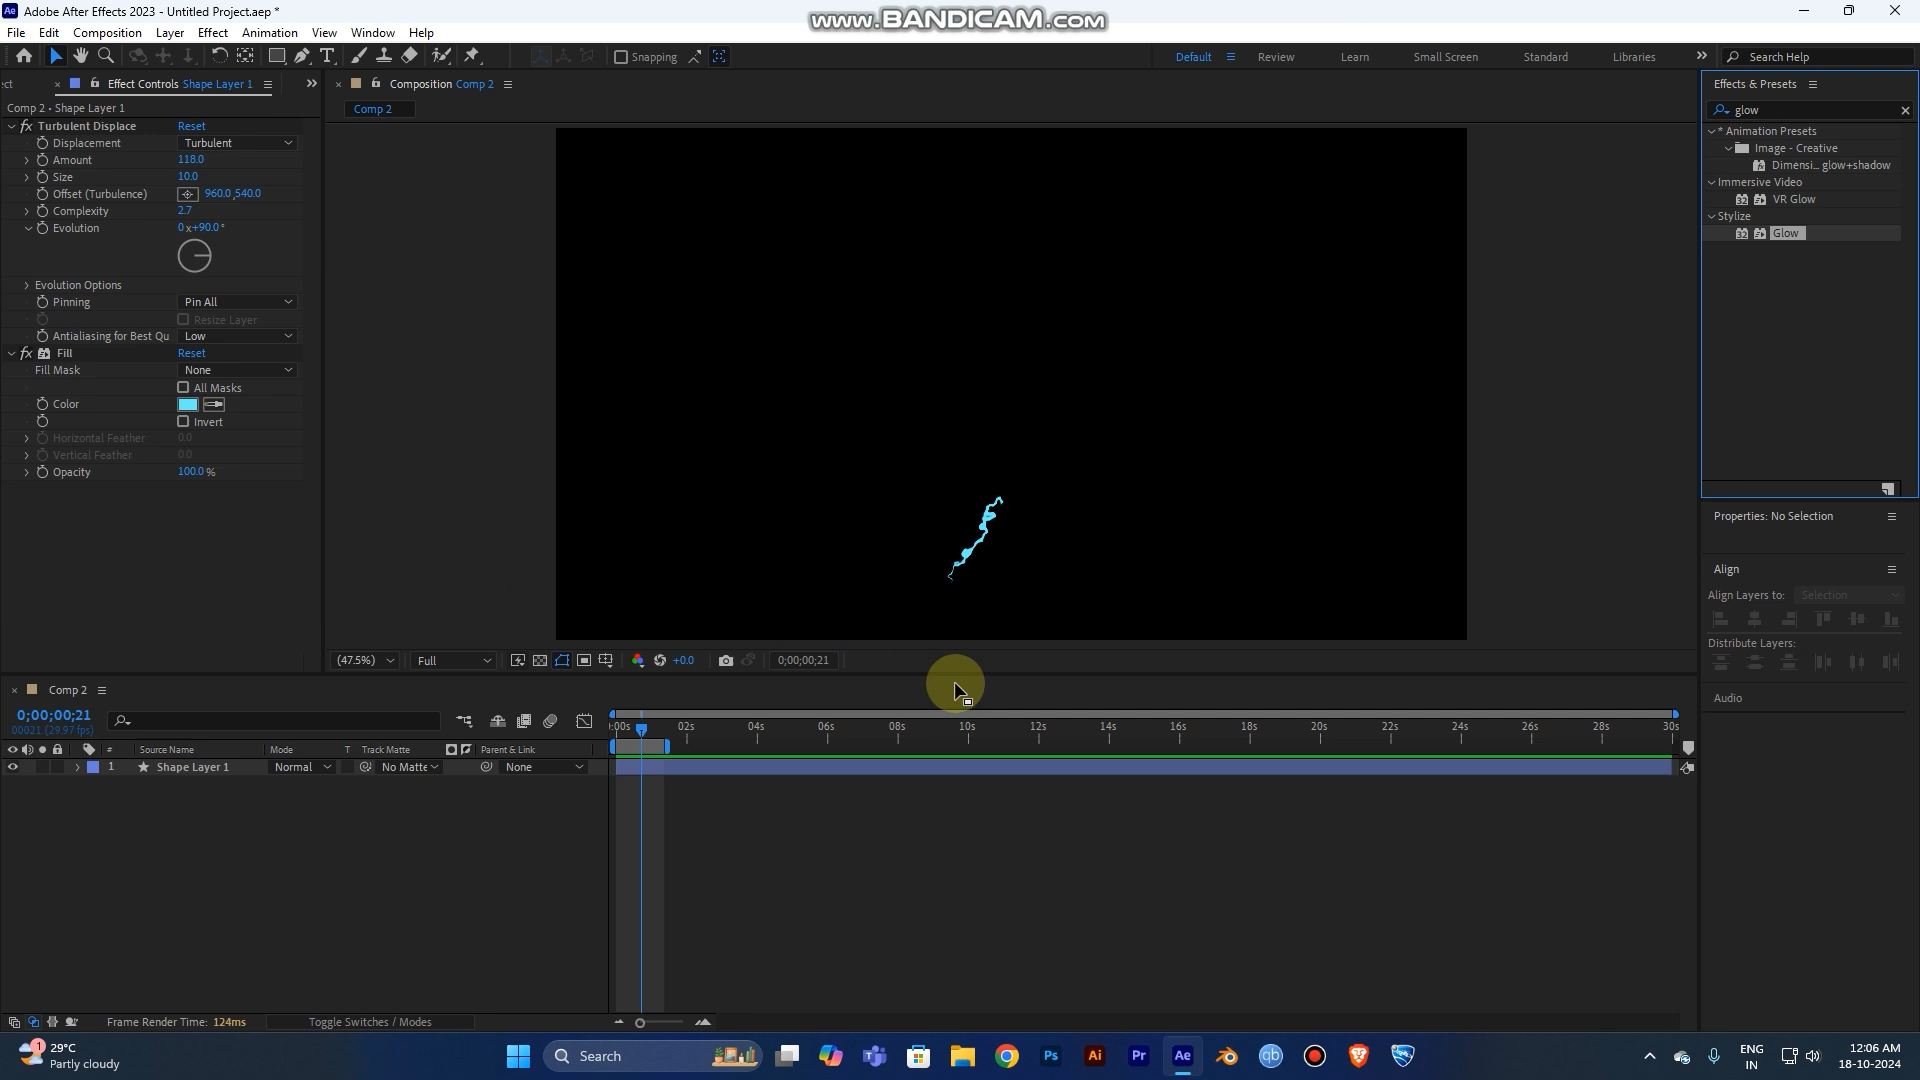 Adobe After Effects 2023 - Untitled Project.aep *
www.BANDICAM.com
File Edit Composition Layer Effect Animation View Window Help
Snapping
Default Review Learn Small Screen Standard Libraries
Search Help
ect Effect Controls Shape Layer 1
Composition Comp 2
Effects & Presets
Comp 2 • Shape Layer 1
Comp 2
glow
Turbulent Displace Reset
Displacement Turbulent
Amount 118.0
Size 10.0
Offset (Turbulence) 960.0,540.0
Complexity 2.7
Evolution 0x+90.0°
Evolution Options
Pinning Pin All
Resize Layer
Antialiasing for Best Qu Low
Fill Reset
Fill Mask None
All Masks
Color
Invert
Horizontal Feather 0.0
Vertical Feather 0.0
Opacity 100.0%
* Animation Presets
Image - Creative
Dimensi... glow+shadow
Immersive Video
32 VR Glow
Stylize
32 Glow
Properties: No Selection
Align
Align Layers to: Selection
Distribute Layers:
Audio
(47.5%) Full +0.0 0;00;00;21
Comp 2
0;00;00;21
00021 (29.97 fps)
:00s 02s 04s 06s 08s 10s 12s 14s 16s 18s 20s 22s 24s 26s 28s 30s
# Source Name Mode T Track Matte Parent & Link
1 Shape Layer 1 Normal No Matte None
Frame Render Time: 124ms Toggle Switches / Modes
1
29°C
Partly cloudy
Search
Ps Ai Pr Ae qb
ENG
IN
12:06 AM
18-10-2024